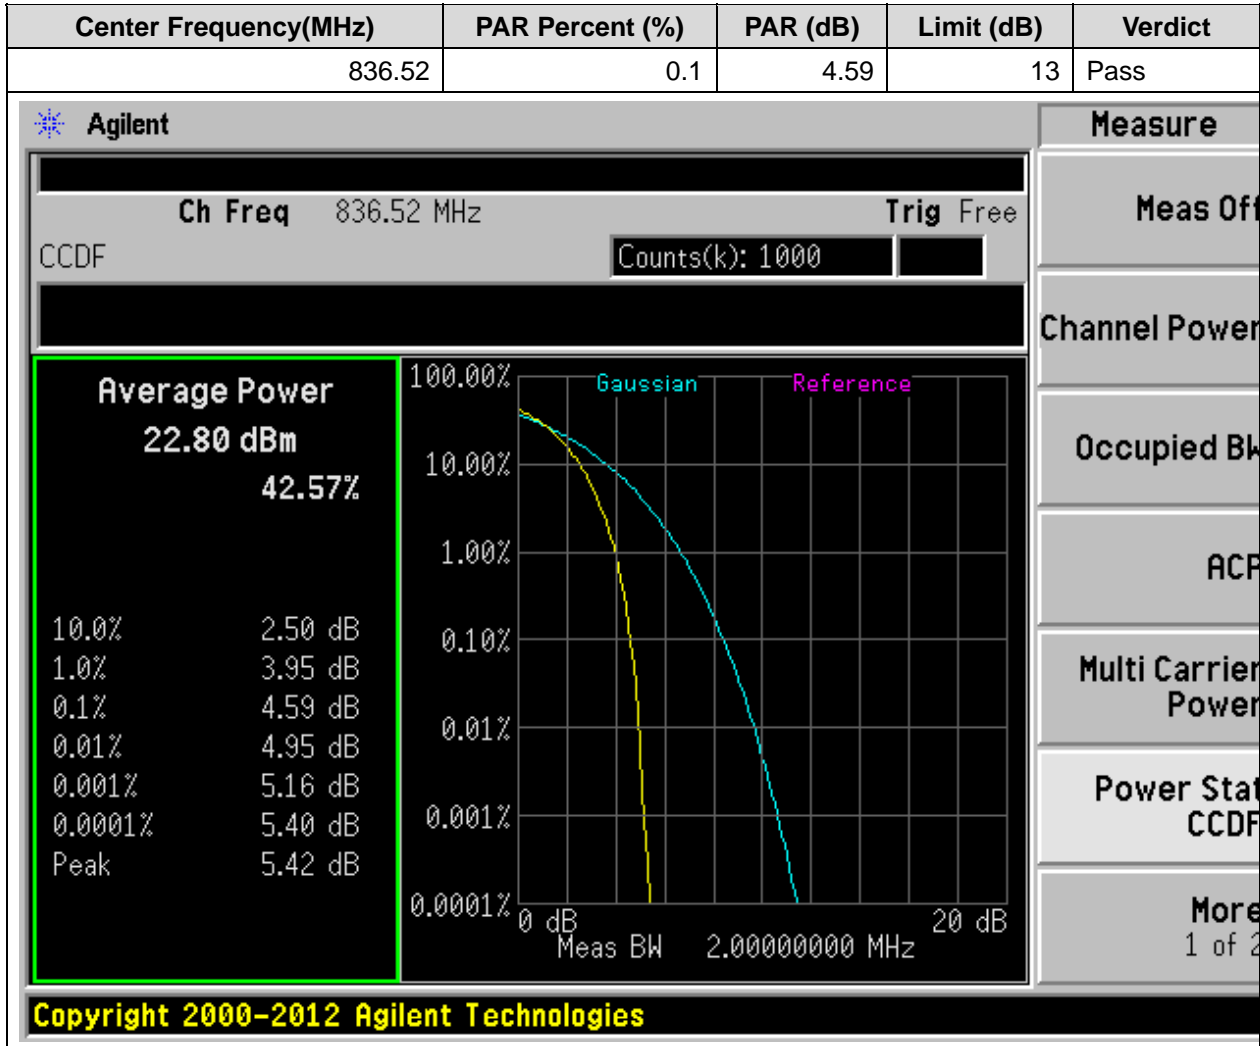 Center Frequency(MHz) PAR Percent (%) PAR (dB) Limit (dB) Verdict
836.52 0.1 4.59 13 Pass
Agilent
Measure
Ch Freq 836.52 MHz Trig Free
CCDF
Counts(k): 1000
Average Power
22.80 dBm
42.57%
10.0% 2.50 dB
1.0% 3.95 dB
0.1% 4.59 dB
0.01% 4.95 dB
0.001% 5.16 dB
0.0001% 5.40 dB
Peak 5.42 dB
Gaussian Reference
100.00%
10.00%
1.00%
0.10%
0.01%
0.001%
0.0001%
0 dB 20 dB
Meas BW 2.00000000 MHz
Meas Off
Channel Power
Occupied BW
ACP
Multi Carrier
Power
Power Stat
CCDF
More
1 of 2
Copyright 2000-2012 Agilent Technologies